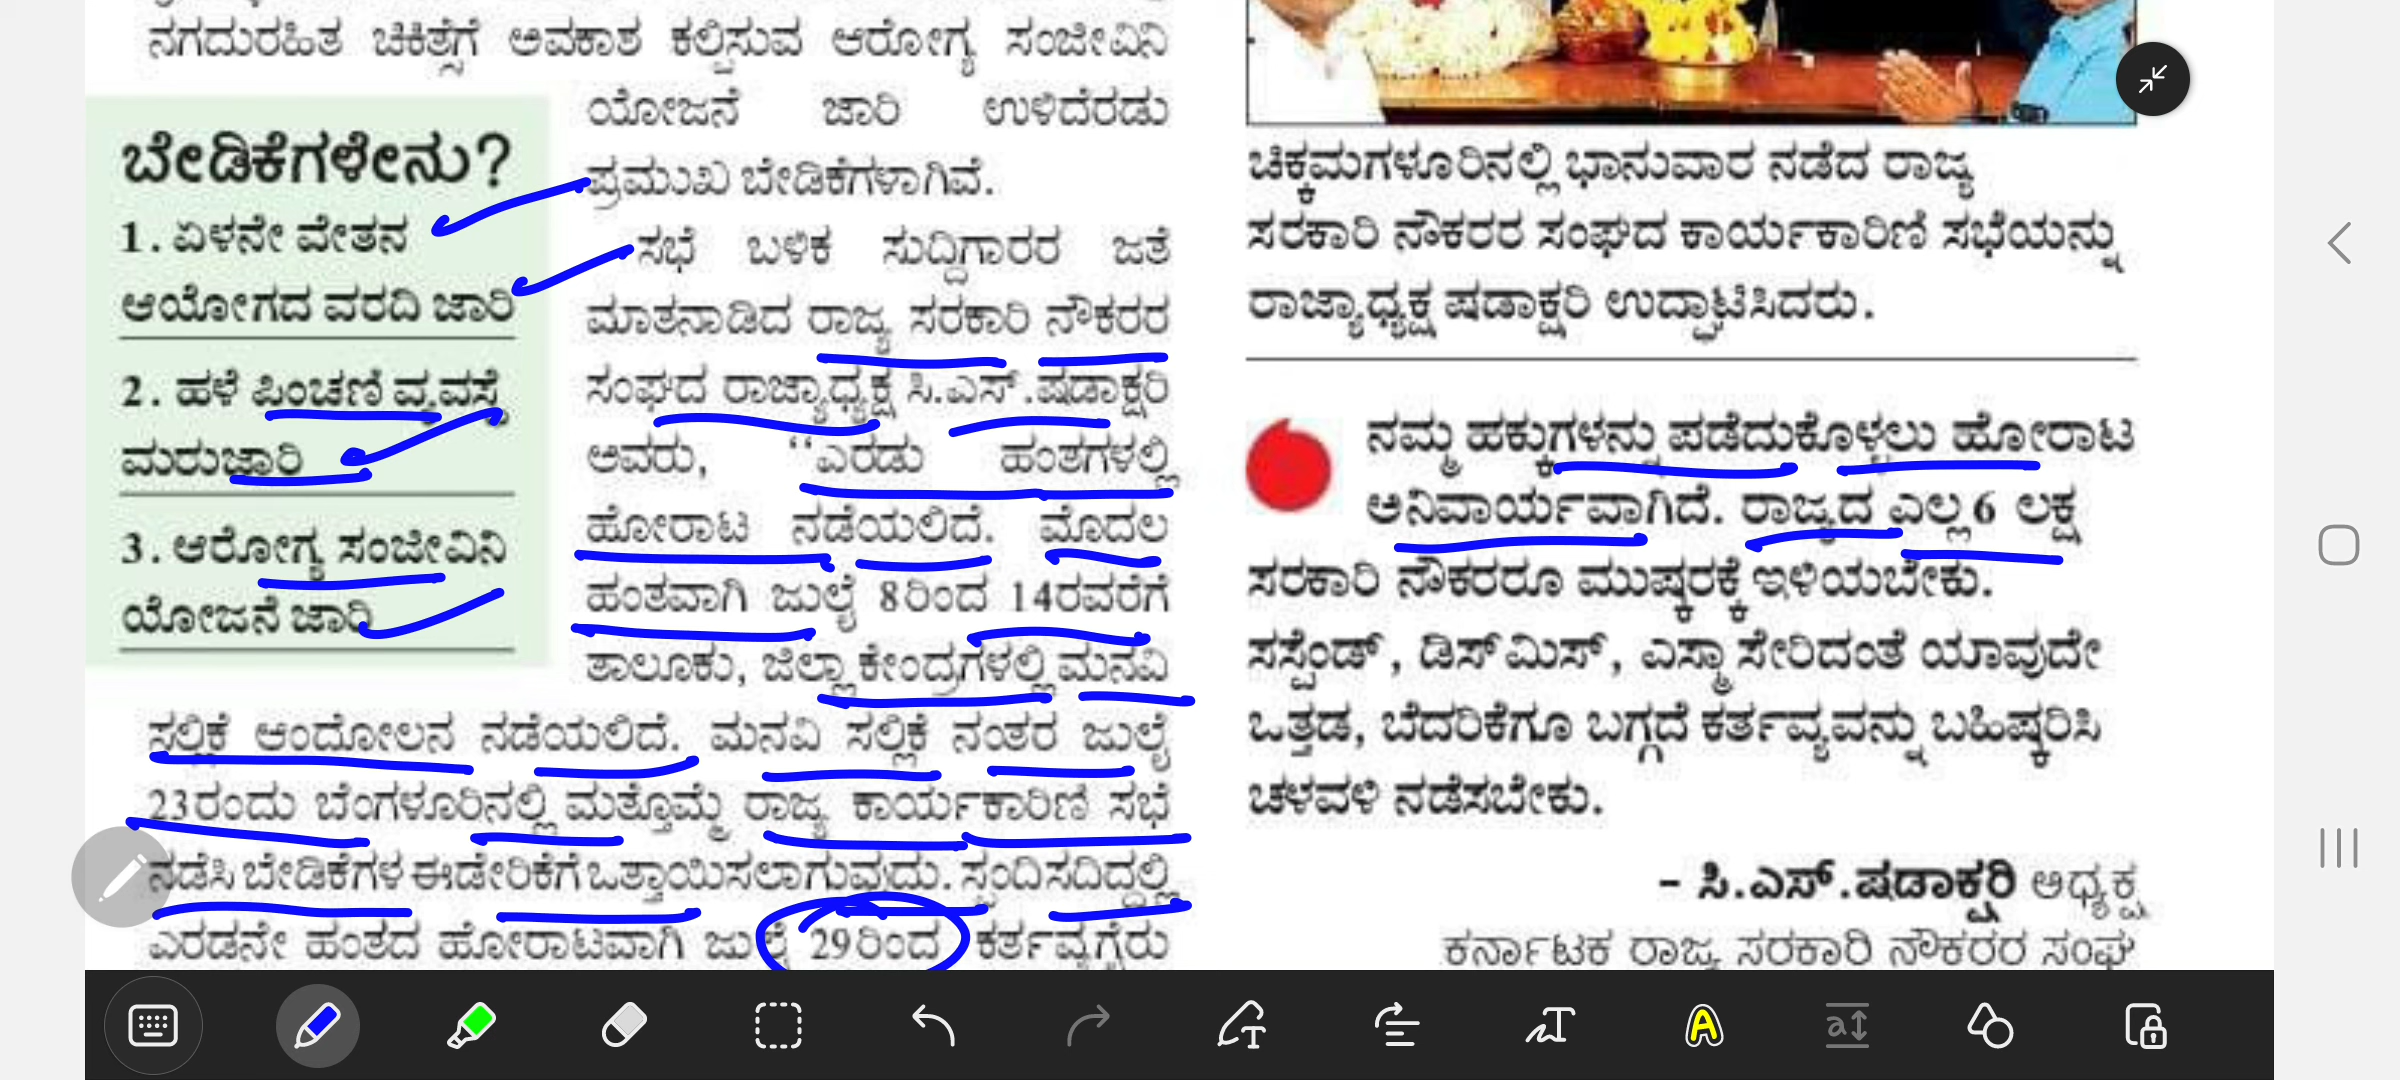 ನಗದುರಹಿತ ಚಿಕಿತ್ಸೆಗೆ ಅವಕಾಶ ಕಲ್ಪಿಸುವ ಆರೋಗ್ಯ ಸಂಜೀವಿನಿ
ಯೋಜನೆ ಜಾರಿ ಉಳಿದೆರಡು
ಪ್ರಮುಖ ಬೇಡಿಕೆಗಳಾಗಿವೆ.
ಬೇಡಿಕೆಗಳೇನು?
1. ಏಳನೇ ವೇತನ
ಆಯೋಗದ ವರದಿ ಜಾರಿ
2. ಹಳೆ ಪಿಂಚಣಿ ವ್ಯವಸ್ಥೆ
ಮರುಜಾರಿ
3. ಆರೋಗ್ಯ ಸಂಜೀವಿನಿ
ಯೋಜನೆ ಜಾರಿ
ಸಭೆ ಬಳಿಕ ಸುದ್ದಿಗಾರರ ಜತೆ
ಮಾತನಾಡಿದ ರಾಜ್ಯ ಸರಕಾರಿ ನೌಕರರ
ಸಂಘದ ರಾಜ್ಯಾಧ್ಯಕ್ಷ ಸಿ.ಎಸ್.ಷಡಾಕ್ಷರಿ
ಅವರು, ‘‘ಎರಡು ಹಂತಗಳಲ್ಲಿ
ಹೋರಾಟ ನಡೆಯಲಿದೆ. ಮೊದಲ
ಹಂತವಾಗಿ ಜುಲೈ 8ರಿಂದ 14ರವರೆಗೆ
ತಾಲೂಕು, ಜಿಲ್ಲಾ ಕೇಂದ್ರಗಳಲ್ಲಿ ಮನವಿ
ಸಲ್ಲಿಕೆ ಆಂದೋಲನ ನಡೆಯಲಿದೆ. ಮನವಿ ಸಲ್ಲಿಕೆ ನಂತರ ಜುಲೈ
23ರಂದು ಬೆಂಗಳೂರಿನಲ್ಲಿ ಮತ್ತೊಮ್ಮೆ ರಾಜ್ಯ ಕಾರ್ಯಕಾರಿಣಿ ಸಭೆ
ನಡೆಸಿ ಬೇಡಿಕೆಗಳ ಈಡೇರಿಕೆಗೆ ಒತ್ತಾಯಿಸಲಾಗುವುದು. ಸ್ಪಂದಿಸದಿದ್ದಲ್ಲಿ
ಎರಡನೇ ಹಂತದ ಹೋರಾಟವಾಗಿ ಜುಲೈ 29ರಿಂದ ಕರ್ತವ್ಯಗೈರು
ಚಿಕ್ಕಮಗಳೂರಿನಲ್ಲಿ ಭಾನುವಾರ ನಡೆದ ರಾಜ್ಯ
ಸರಕಾರಿ ನೌಕರರ ಸಂಘದ ಕಾರ್ಯಕಾರಿಣಿ ಸಭೆಯನ್ನು
ರಾಜ್ಯಾಧ್ಯಕ್ಷ ಷಡಾಕ್ಷರಿ ಉದ್ಘಾಟಿಸಿದರು.
ನಮ್ಮ ಹಕ್ಕುಗಳನ್ನು ಪಡೆದುಕೊಳ್ಳಲು ಹೋರಾಟ
ಅನಿವಾರ್ಯವಾಗಿದೆ. ರಾಜ್ಯದ ಎಲ್ಲ 6 ಲಕ್ಷ
ಸರಕಾರಿ ನೌಕರರೂ ಮುಷ್ಕರಕ್ಕೆ ಇಳಿಯಬೇಕು.
ಸಸ್ಪೆಂಡ್, ಡಿಸ್‌ಮಿಸ್, ಎಸ್ಮಾ ಸೇರಿದಂತೆ ಯಾವುದೇ
ಒತ್ತಡ, ಬೆದರಿಕೆಗೂ ಬಗ್ಗದೆ ಕರ್ತವ್ಯವನ್ನು ಬಹಿಷ್ಕರಿಸಿ
ಚಳವಳಿ ನಡೆಸಬೇಕು.
– ಸಿ.ಎಸ್.ಷಡಾಕ್ಷರಿ ಅಧ್ಯಕ್ಷ
ಕರ್ನಾಟಕ ರಾಜ್ಯ ಸರಕಾರಿ ನೌಕರರ ಸಂಘ